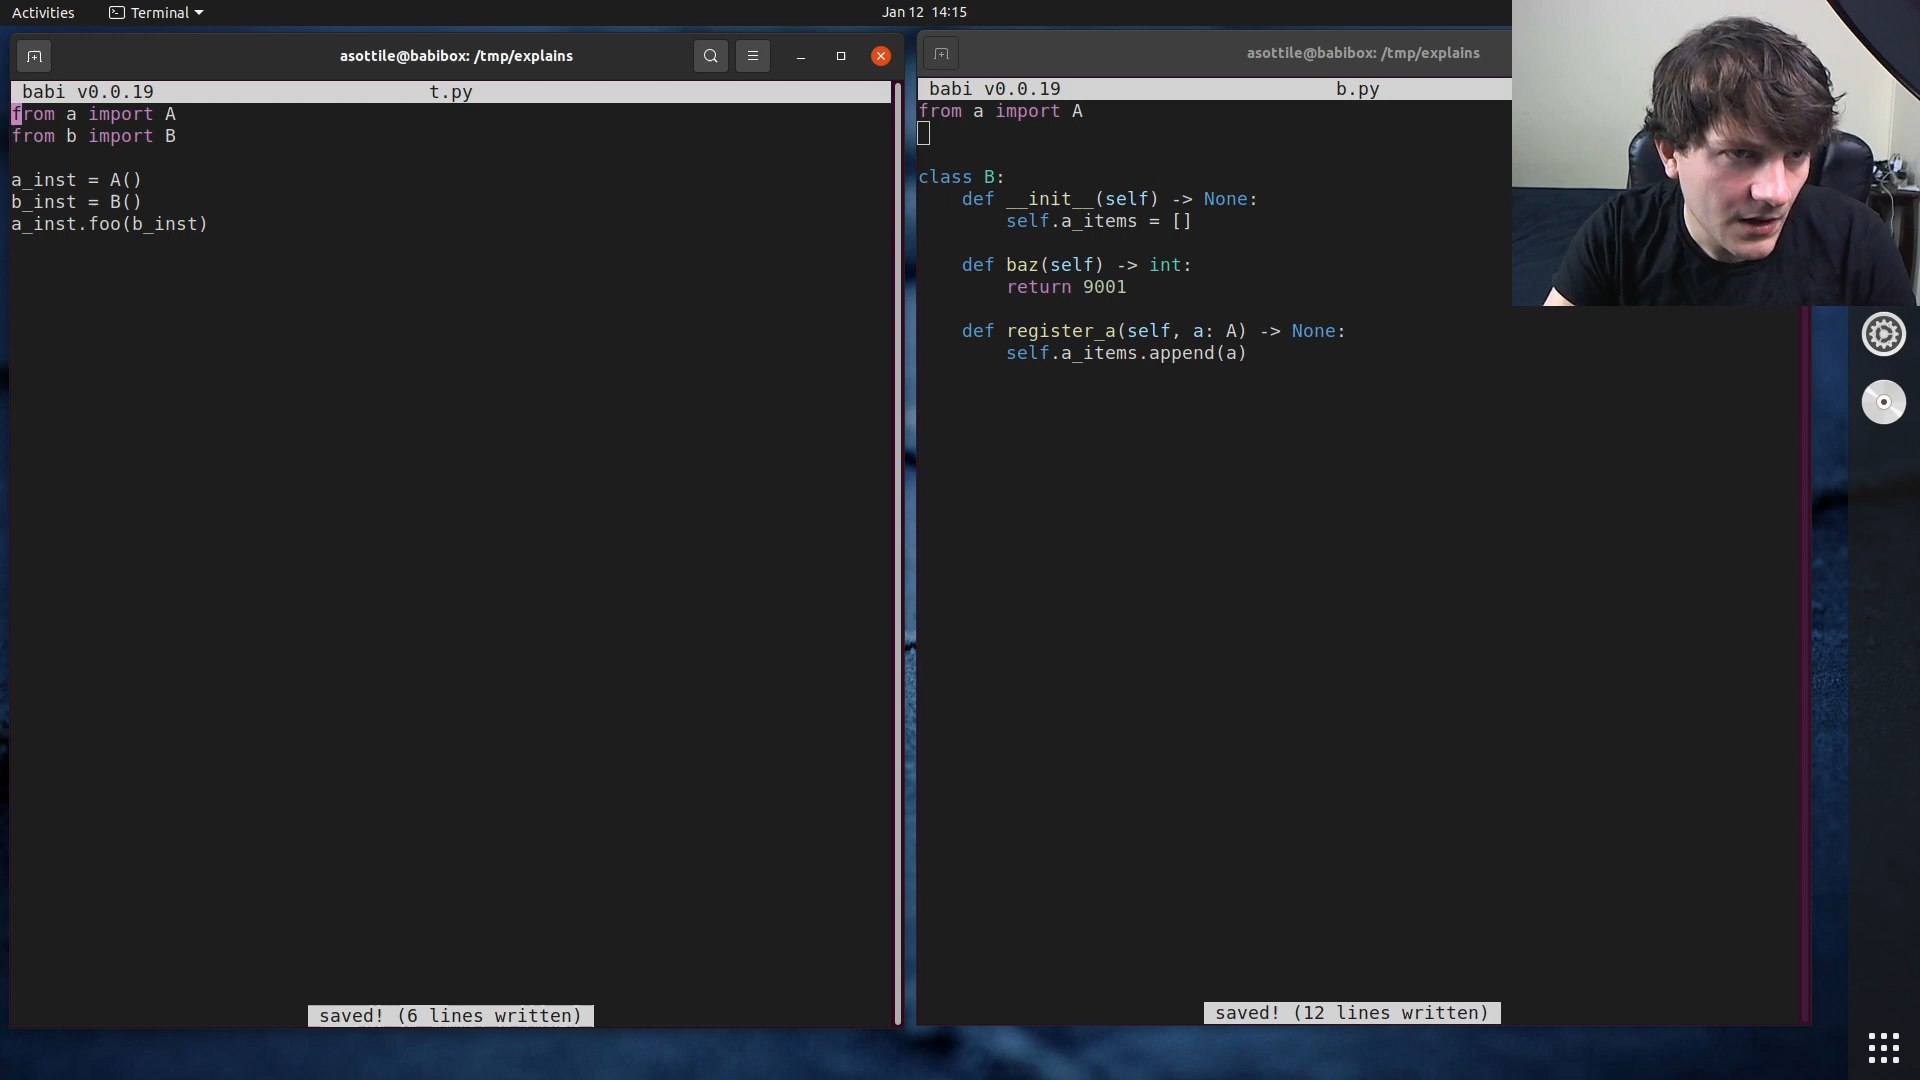 Activities
Terminal
Jan 12 14:15
asottile@babibox: /tmp/explains
babi v0.0.19 t.py
from a import A
from b import B
a_inst = A()
b_inst = B()
a_inst.foo(b_inst)
saved! (6 lines written)
asottile@babibox: /tmp/explains
babi v0.0.19 b.py
from a import A
class B:
    def __init__(self) -> None:
        self.a_items = []
    def baz(self) -> int:
        return 9001
    def register_a(self, a: A) -> None:
        self.a_items.append(a)
saved! (12 lines written)